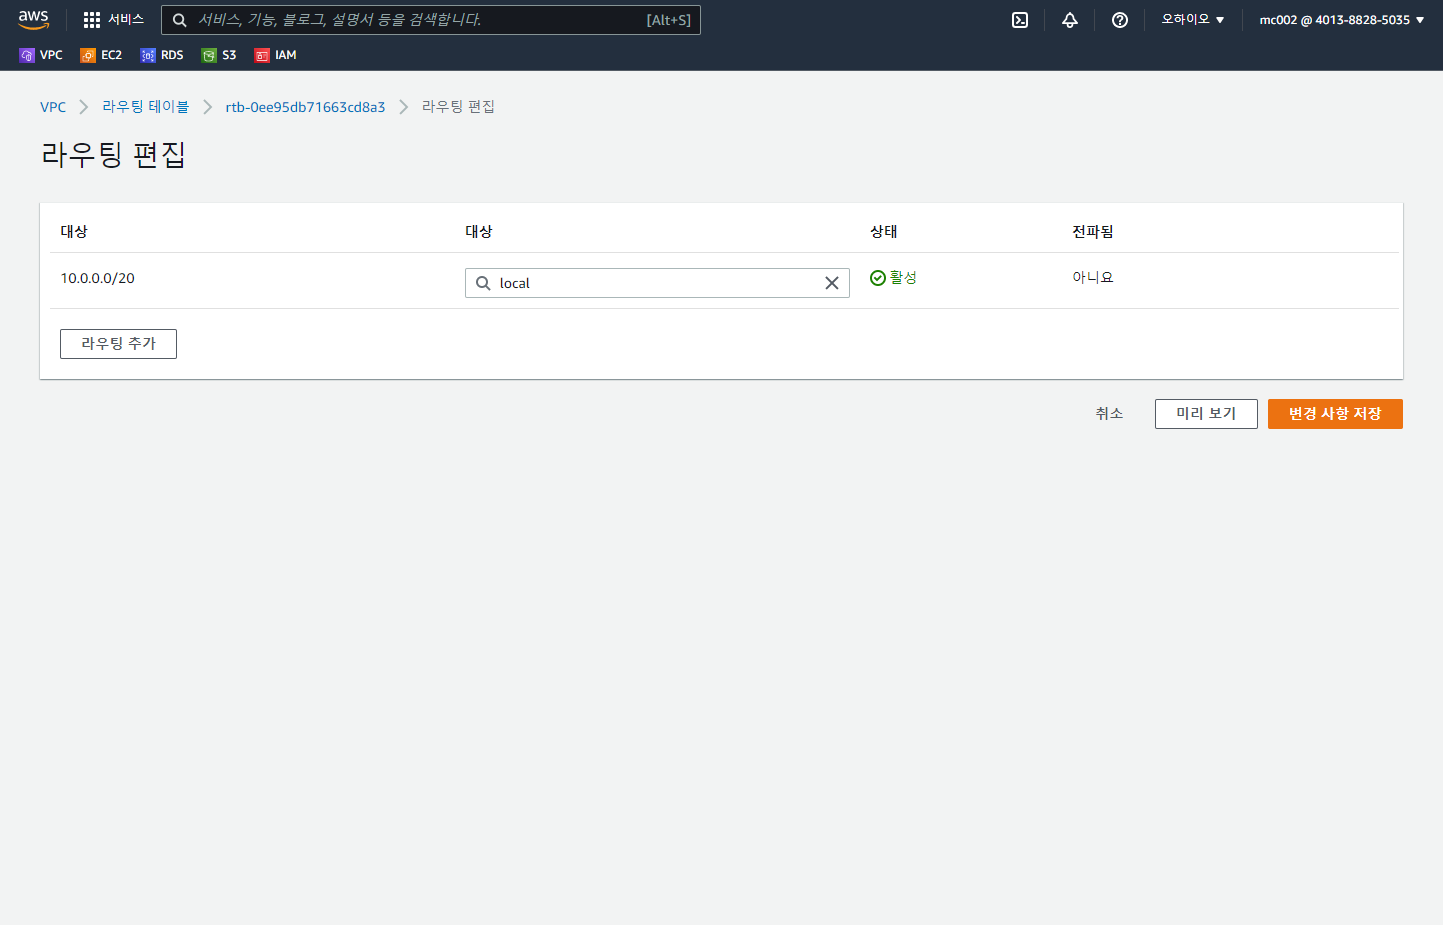 aws 서비스 서비스, 기능, 블로그, 설명서 등을 검색합니다. [Alt+S] 오하이오 ▼ mc002 @ 4013-8828-5035 ▼
VPC EC2 RDS S3 IAM
VPC 라우팅 테이블 rtb-0ee95db71663cd8a3 라우팅 편집
라우팅 편집
대상 대상 상태 전파됨
10.0.0.0/20 local 활성 아니요
라우팅 추가
취소 미리 보기 변경 사항 저장